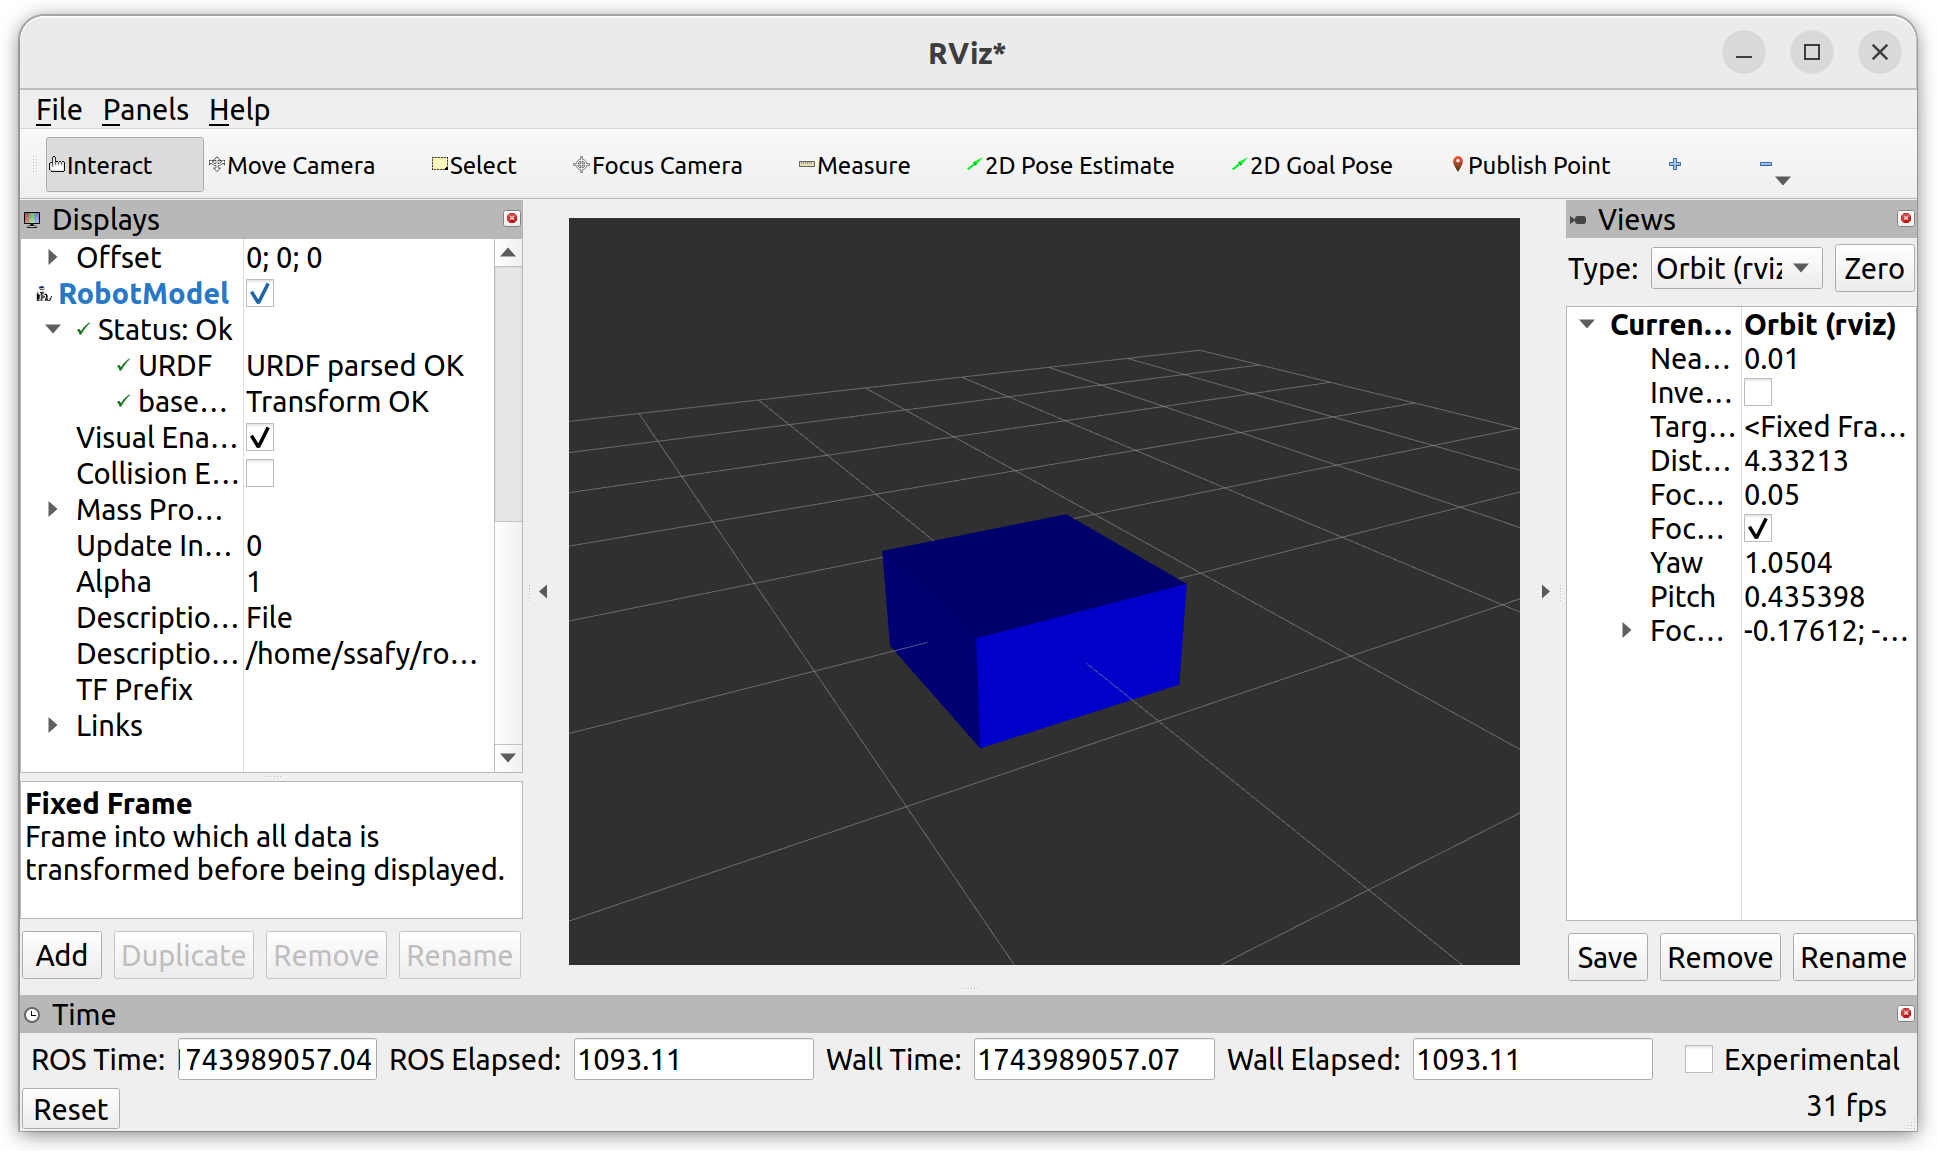 RViz*
File Panels Help
Interact Move Camera Select Focus Camera Measure 2D Pose Estimate 2D Goal Pose Publish Point
Displays
Offset 0; 0; 0
RobotModel
Status: Ok
URDF URDF parsed OK
base... Transform OK
Visual Ena...
Collision E...
Mass Pro...
Update In... 0
Alpha 1
Descriptio... File
Descriptio... /home/ssafy/ro...
TF Prefix
Links
Fixed Frame
Frame into which all data is
transformed before being displayed.
Add Duplicate Remove Rename
Views
Type: Orbit (rviz Zero
Curren... Orbit (rviz)
Nea... 0.01
Inve...
Targ... <Fixed Fra...
Dist... 4.33213
Foc... 0.05
Foc...
Yaw 1.0504
Pitch 0.435398
Foc... -0.17612; -...
Save Remove Rename
Time
ROS Time: 743989057.04 ROS Elapsed: 1093.11 Wall Time: 1743989057.07 Wall Elapsed: 1093.11 Experimental
Reset 31 fps